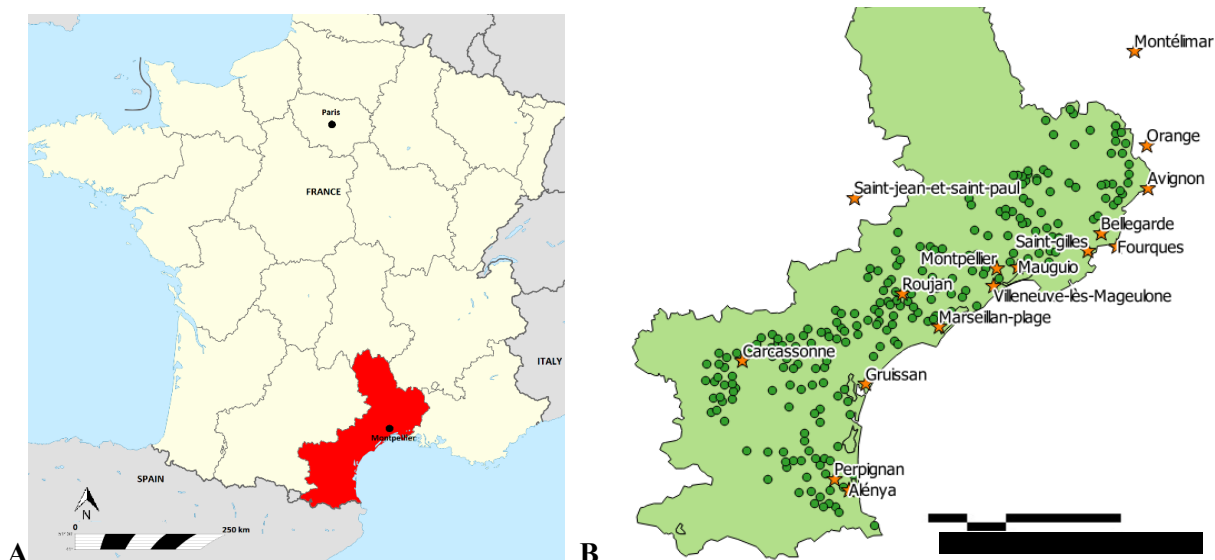 Paris
FRANCE
Montpellier
ITALY
SPAIN
N
0
250 km
A
Montélimar
Orange
Avignon
Saint-jean-et-saint-paul
Bellegarde
Saint-gilles
Fourques
Montpellier
Mauguio
Roujan
Villeneuve-lès-Mageulone
Marseillan-plage
Carcassonne
Gruissan
Perpignan
Alénya
B